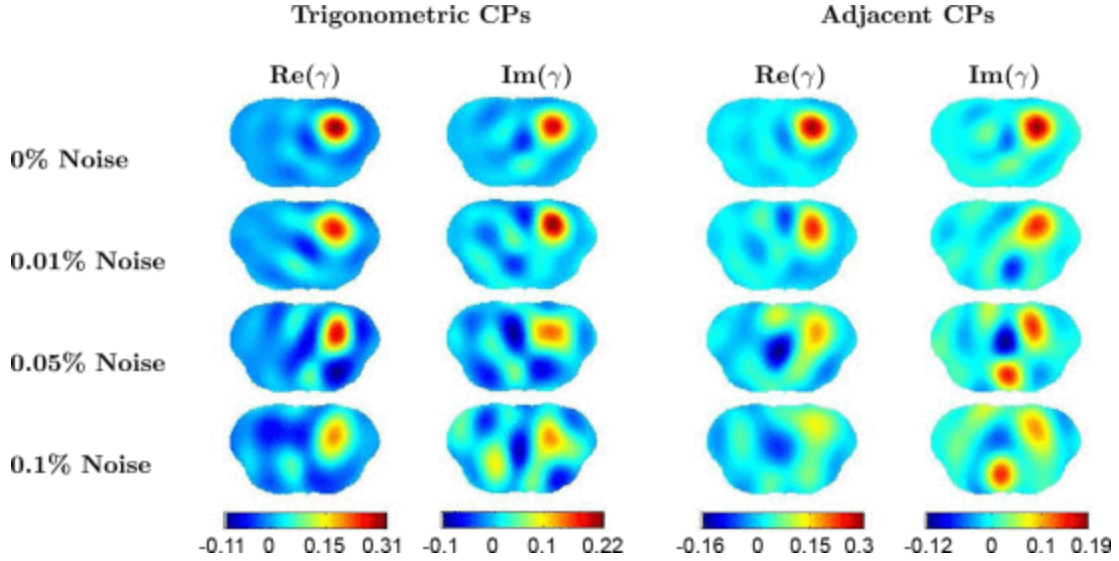 Trigonometric CPs Adjacent CPs
Re(γ) Im(γ) Re(γ) Im(γ)
0% Noise
0.01% Noise
0.05% Noise
0.1% Noise
-0.11 0 0.15 0.31 -0.1 0 0.1 0.22 -0.16 0 0.15 0.3 -0.12 0 0.1 0.19